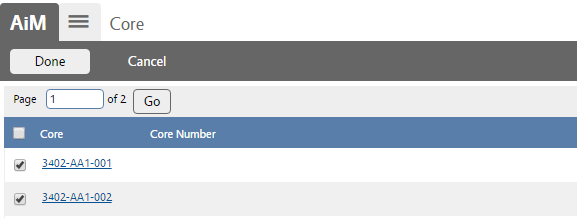 AiM Core
Done Cancel
Page 1 of 2 Go
Core Core Number
3402-AA1-001
3402-AA1-002